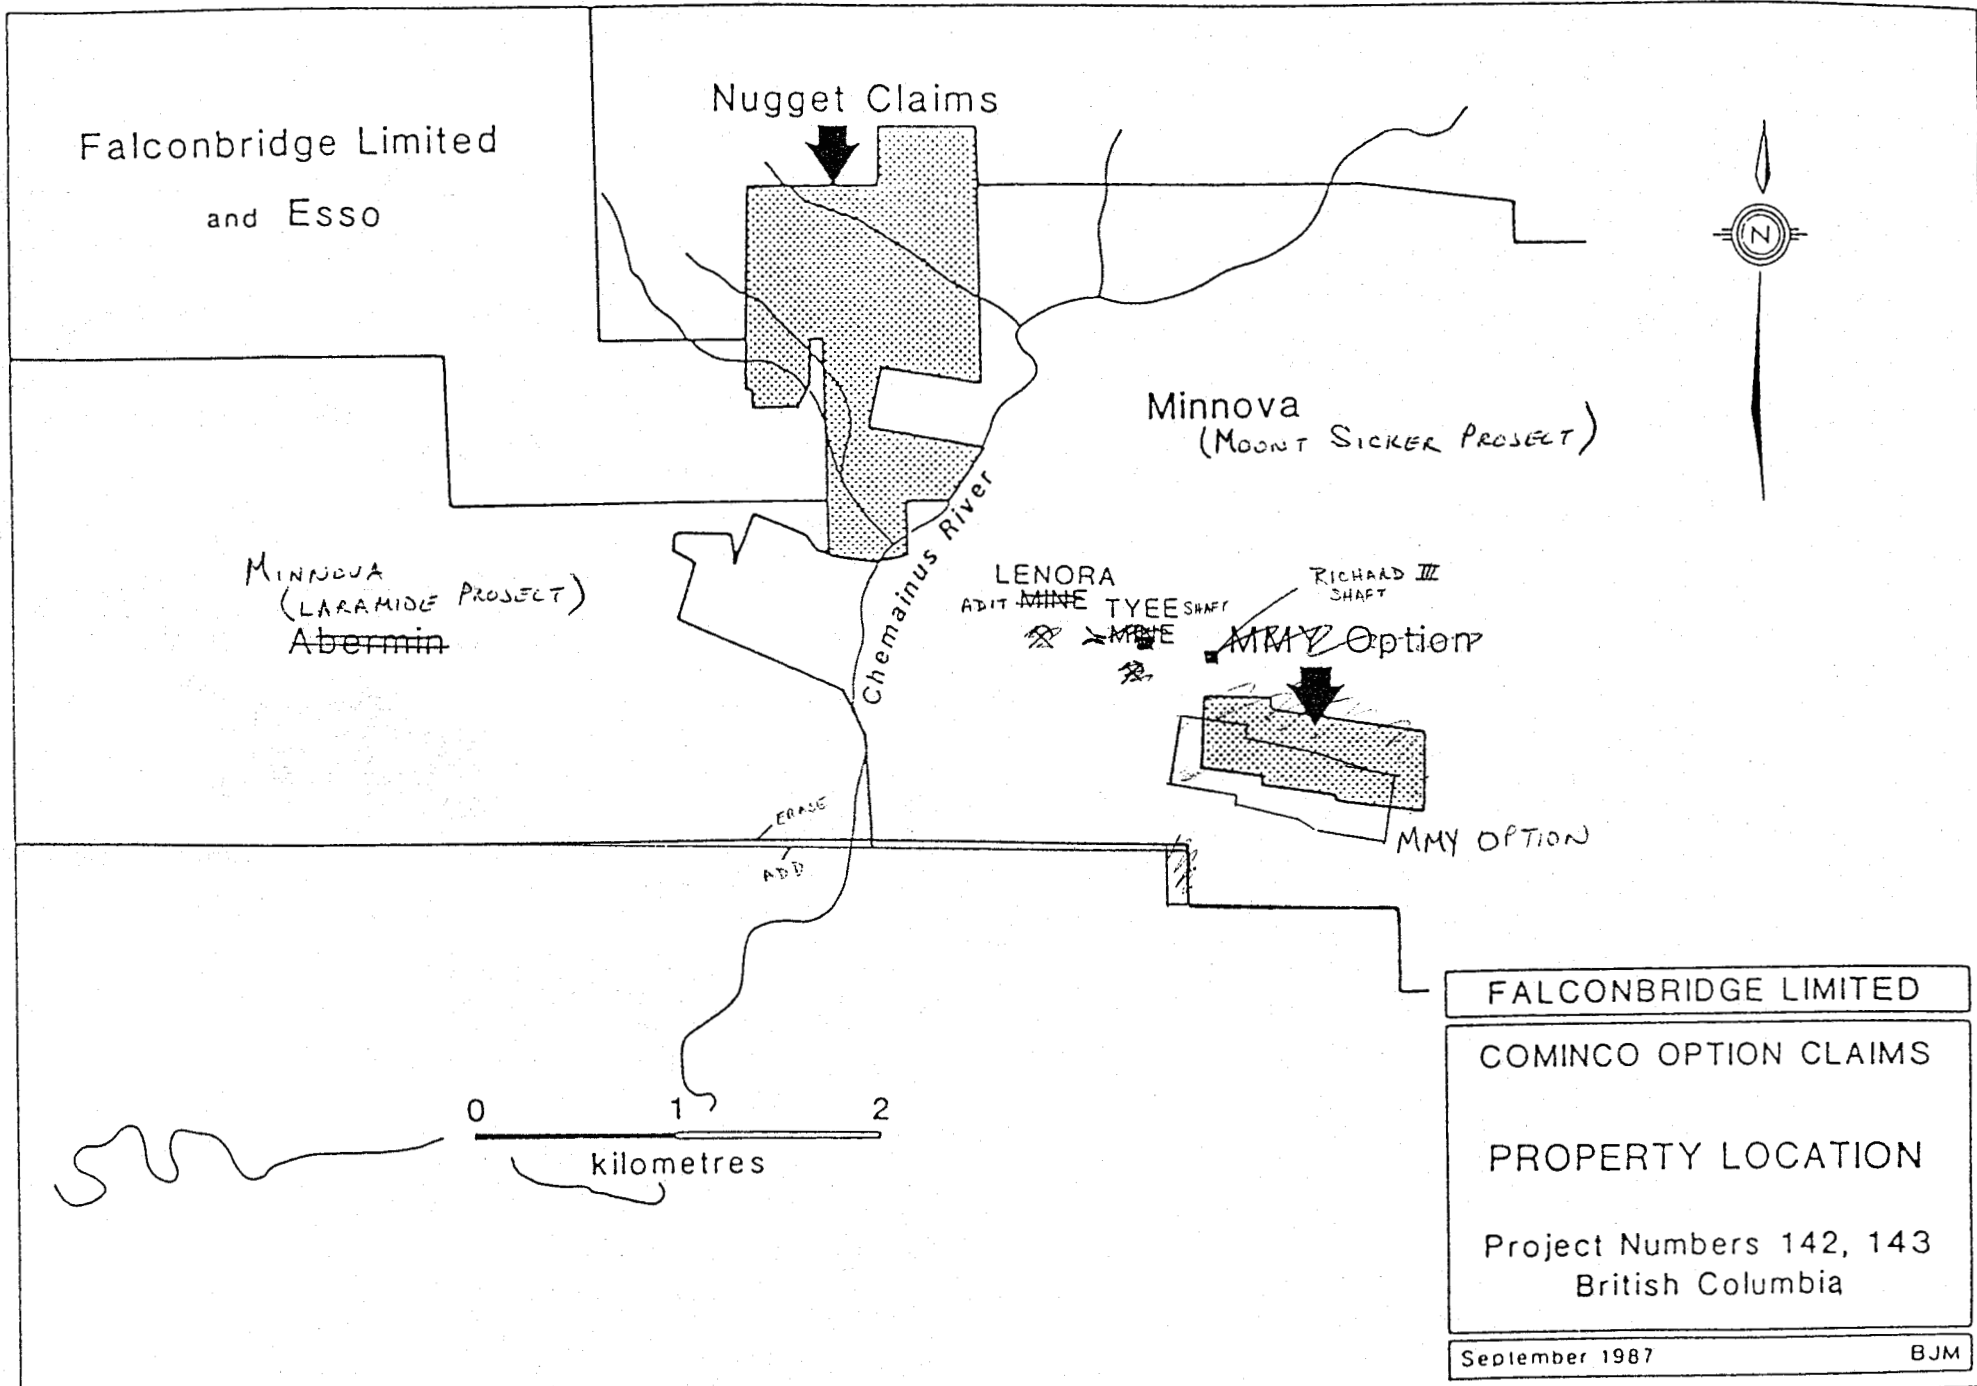 Nugget Claims
Falconbridge Limited
and Esso
N
Minnova
(MOUNT SICKER PROJECT)
Chemainus River
MINNOVA
(LARAMIDE PROJECT)
Abermin
LENORA
ADIT MINE
TYEE SHAFT
MINE
RICHARD III
SHAFT
MMY Option
ERASE
ADD
MMY OPTION
0 1 2
kilometres
FALCONBRIDGE LIMITED
COMINCO OPTION CLAIMS
PROPERTY LOCATION
Project Numbers 142, 143
British Columbia
September 1987 BJM